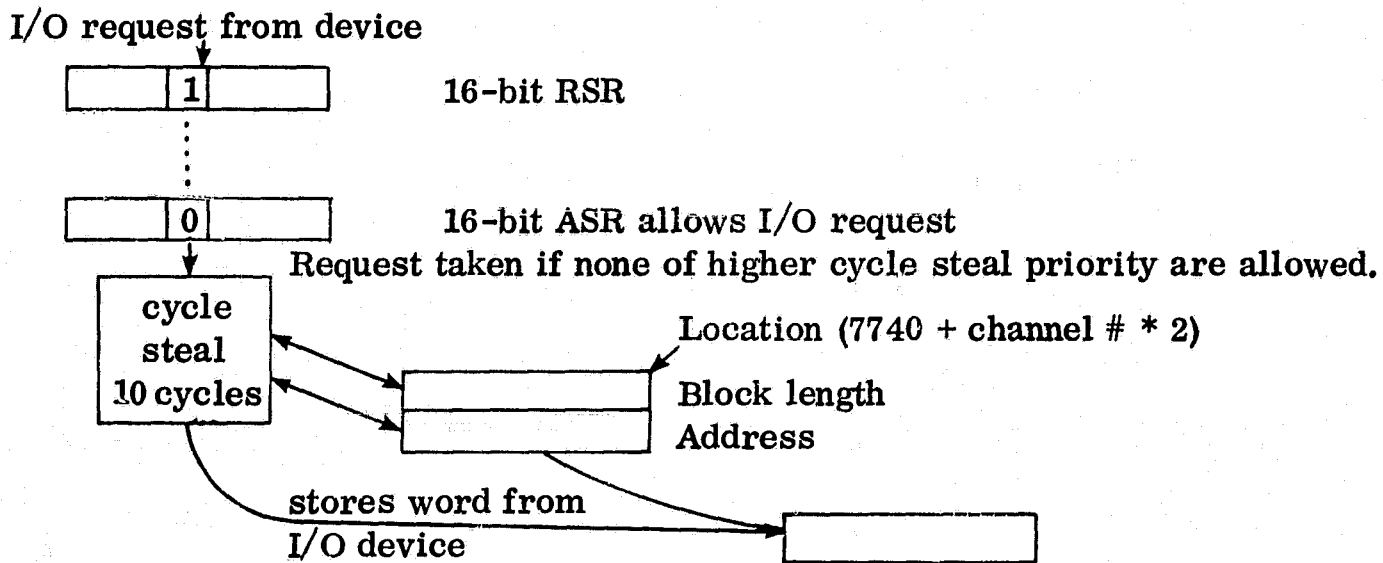 I/O request from device
1
16-bit RSR
0
16-bit ASR allows I/O request
Request taken if none of higher cycle steal priority are allowed.
cycle
steal
10 cycles
Location (7740 + channel # * 2)
Block length
Address
stores word from
I/O device